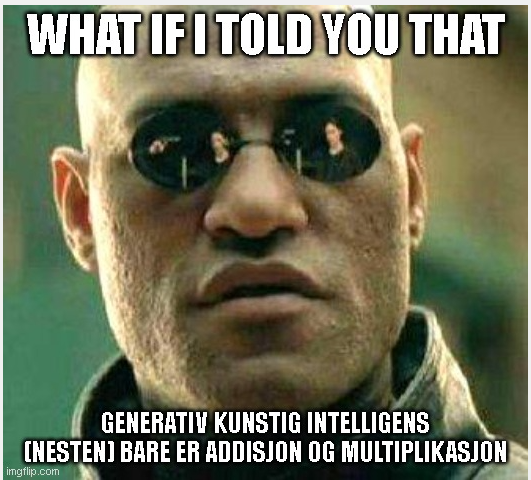 WHAT IF I TOLD YOU THAT
GENERATIV KUNSTIG INTELLIGENS
(NESTEN) BARE ER ADDISJON OG MULTIPLIKASJON
imgflip.com